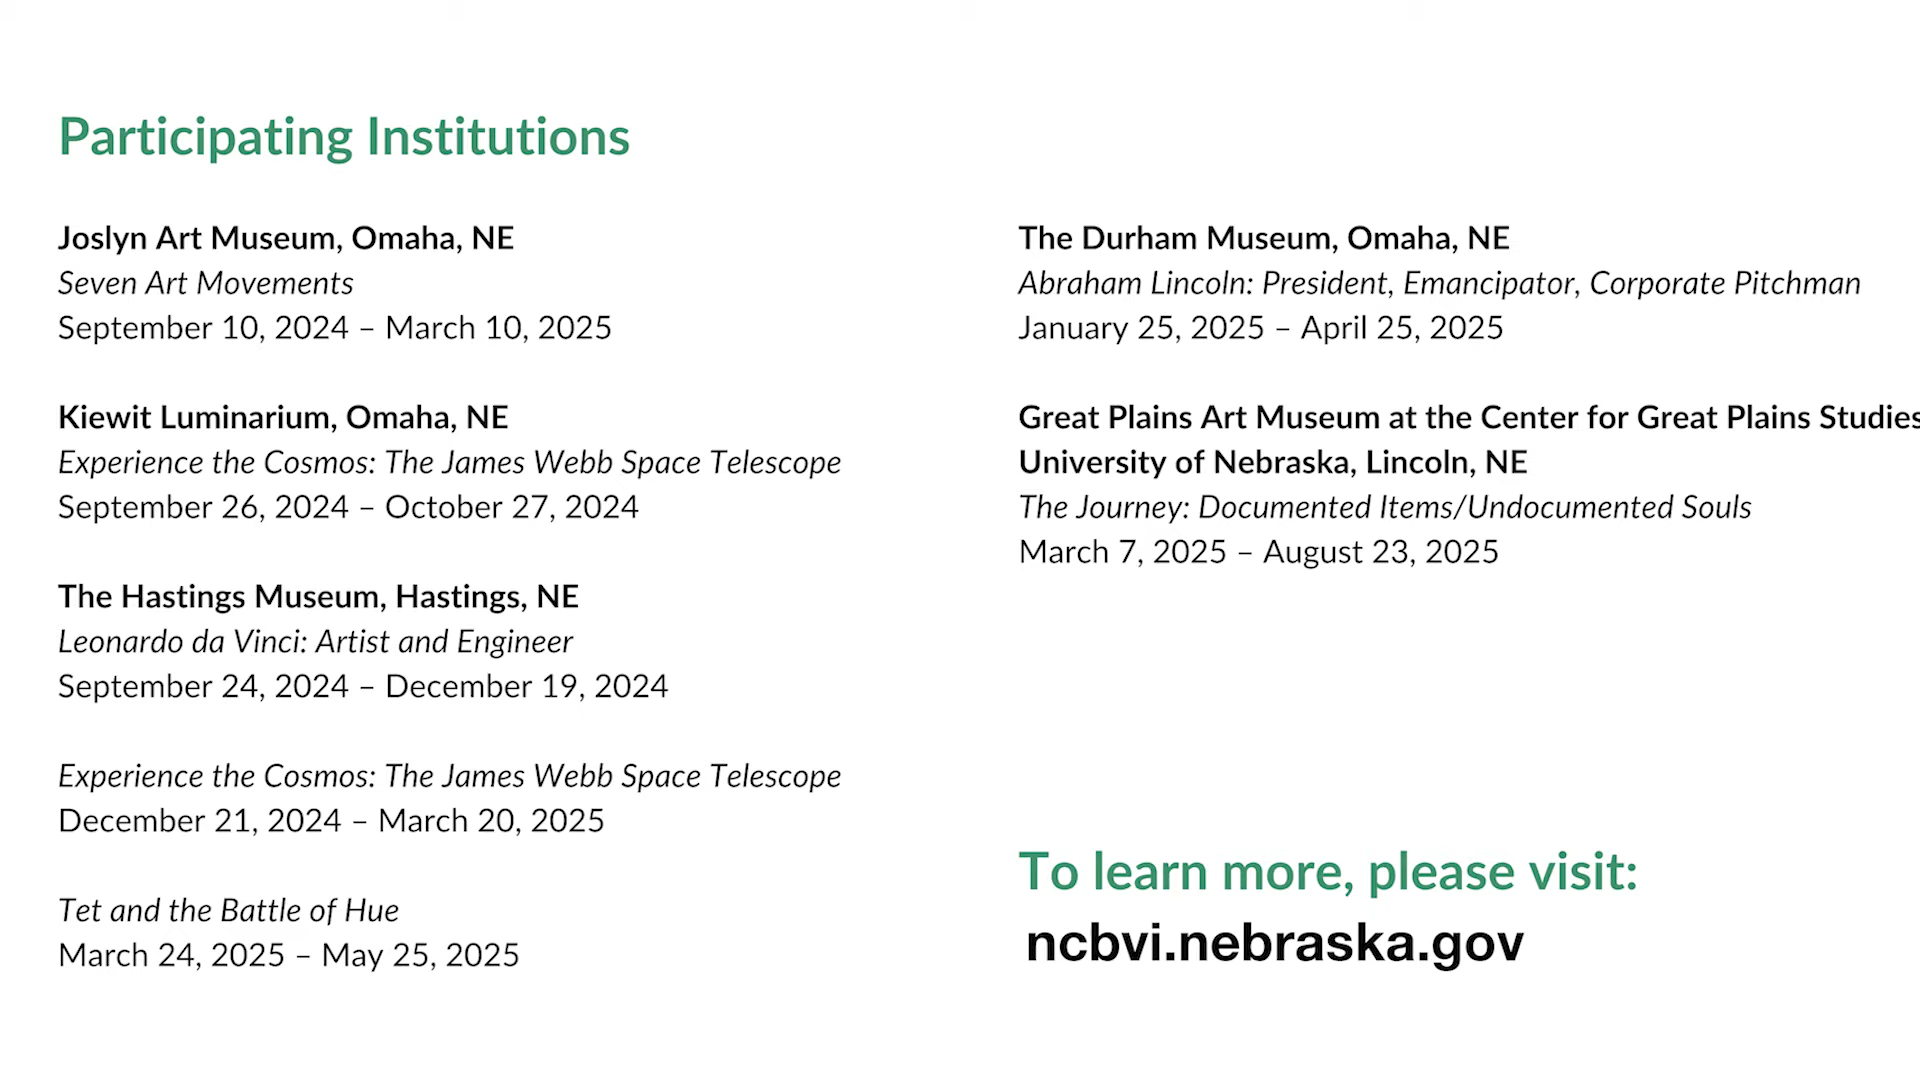 Participating Institutions
Joslyn Art Museum, Omaha, NE
Seven Art Movements
September 10, 2024 – March 10, 2025
Kiewit Luminarium, Omaha, NE
Experience the Cosmos: The James Webb Space Telescope
September 26, 2024 – October 27, 2024
The Hastings Museum, Hastings, NE
Leonardo da Vinci: Artist and Engineer
September 24, 2024 – December 19, 2024
Experience the Cosmos: The James Webb Space Telescope
December 21, 2024 – March 20, 2025
Tet and the Battle of Hue
March 24, 2025 – May 25, 2025
The Durham Museum, Omaha, NE
Abraham Lincoln: President, Emancipator, Corporate Pitchman
January 25, 2025 – April 25, 2025
Great Plains Art Museum at the Center for Great Plains Studies
University of Nebraska, Lincoln, NE
The Journey: Documented Items/Undocumented Souls
March 7, 2025 – August 23, 2025
To learn more, please visit:
ncbvi.nebraska.gov